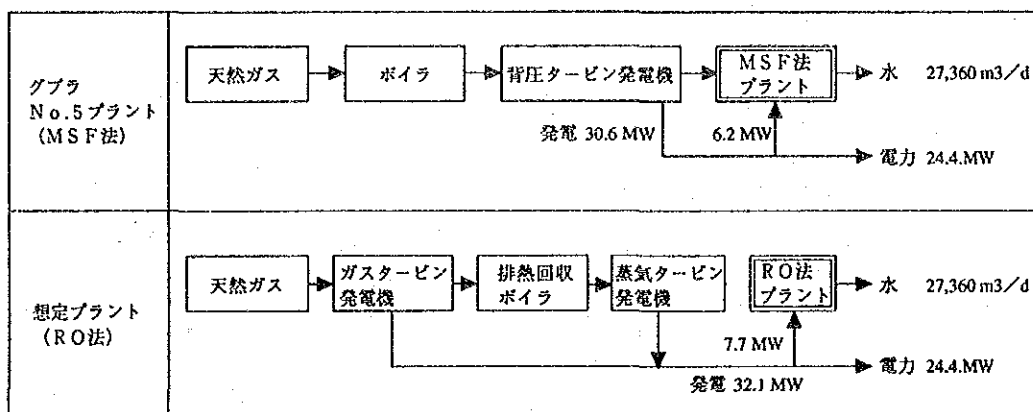 グブラ
No.5プラント
(MSF法)
天然ガス
ボイラ
背圧タービン発電機
MSF法
プラント
水 27,360 m3/d
発電 30.6 MW
6.2 MW
電力 24.4.MW
想定プラント
(RO法)
天然ガス
ガスタービン
発電機
排熱回収
ボイラ
蒸気タービン
発電機
RO法
プラント
水 27,360 m3/d
7.7 MW
電力 24.4.MW
発電 32.1 MW